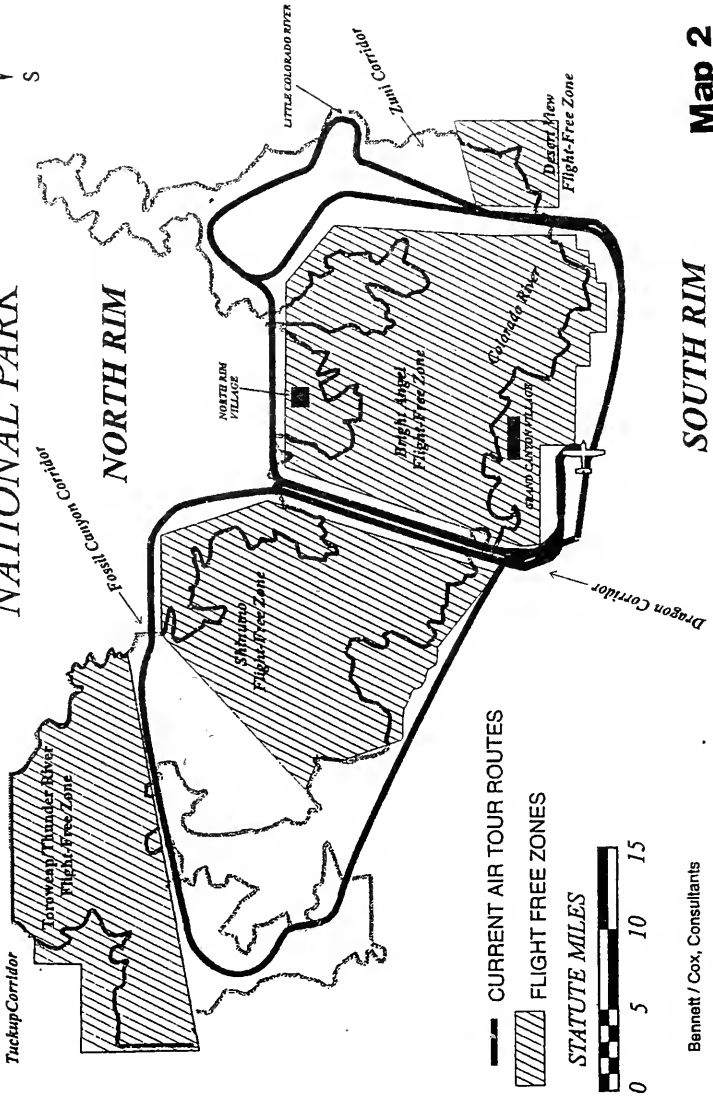 NATIONAL PARK
S
NORTH RIM
Tuckup Corridor
Toroweap Thunder River
Flight-Free Zone
Fossil Canyon Corridor
Shinumo
Flight-Free Zone
NORTH RIM
VILLAGE
Bright Angel
Flight-Free Zone
Colorado River
GRAND CANYON VILLAGE
LITTLE COLORADO RIVER
Zuni Corridor
Desert View
Flight-Free Zone
Dragon Corridor
SOUTH RIM
CURRENT AIR TOUR ROUTES
FLIGHT FREE ZONES
STATUTE MILES
0 5 10 15
Bennett / Cox, Consultants
Map 2